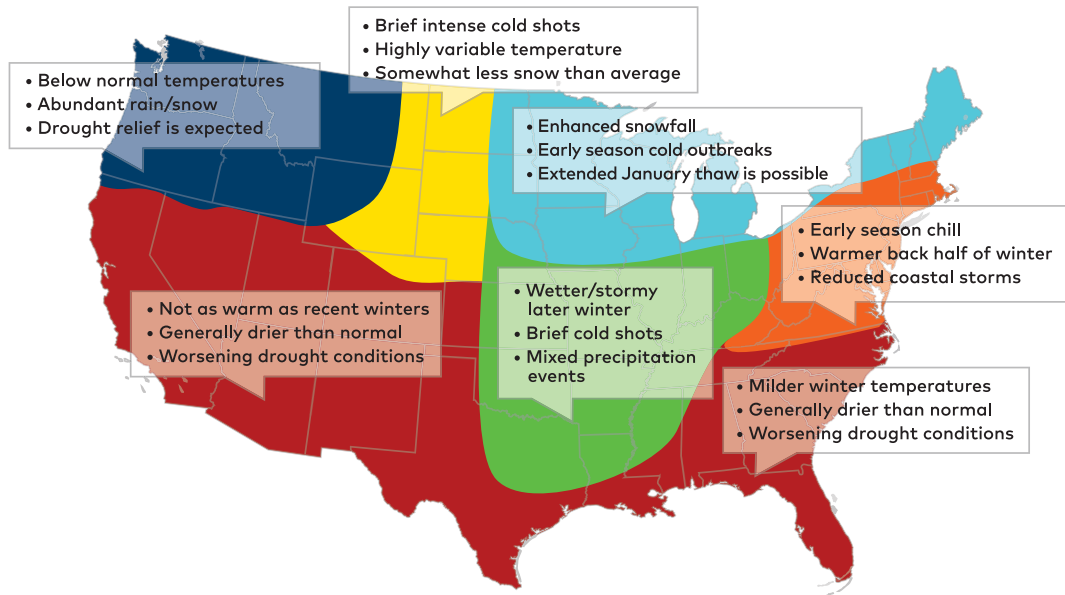 • Brief intense cold shots
• Highly variable temperature
• Somewhat less snow than average
• Below normal temperatures
• Abundant rain/snow
• Drought relief is expected
• Enhanced snowfall
• Early season cold outbreaks
• Extended January thaw is possible
• Early season chill
• Warmer back half of winter
• Reduced coastal storms
• Not as warm as recent winters
• Generally drier than normal
• Worsening drought conditions
• Wetter/stormy
later winter
• Brief cold shots
• Mixed precipitation
events
• Milder winter temperatures
• Generally drier than normal
• Worsening drought conditions